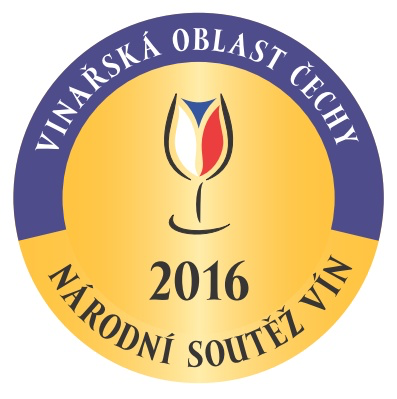 VINAŘSKÁ OBLAST ČECHY
2016
NÁRODNÍ SOUTĚŽ VÍN